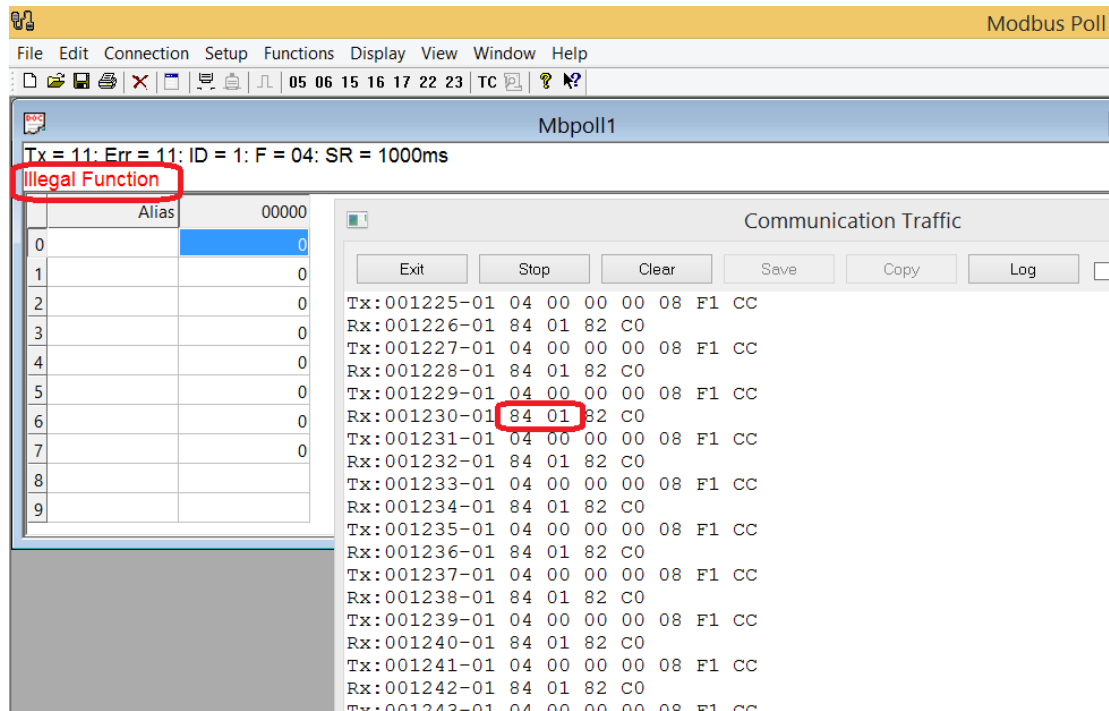 Modbus Poll
File Edit Connection Setup Functions Display View Window Help
05 06 15 16 17 22 23 TC
Mbpoll1
Tx = 11: Err = 11: ID = 1: F = 04: SR = 1000ms
Illegal Function
Alias 00000
0 0
1 0
2 0
3 0
4 0
5 0
6 0
7 0
8
9
Communication Traffic
Exit Stop Clear Save Copy Log
Tx:001225-01 04 00 00 00 08 F1 CC
Rx:001226-01 84 01 82 C0
Tx:001227-01 04 00 00 00 08 F1 CC
Rx:001228-01 84 01 82 C0
Tx:001229-01 04 00 00 00 08 F1 CC
Rx:001230-01 84 01 82 C0
Tx:001231-01 04 00 00 00 08 F1 CC
Rx:001232-01 84 01 82 C0
Tx:001233-01 04 00 00 00 08 F1 CC
Rx:001234-01 84 01 82 C0
Tx:001235-01 04 00 00 00 08 F1 CC
Rx:001236-01 84 01 82 C0
Tx:001237-01 04 00 00 00 08 F1 CC
Rx:001238-01 84 01 82 C0
Tx:001239-01 04 00 00 00 08 F1 CC
Rx:001240-01 84 01 82 C0
Tx:001241-01 04 00 00 00 08 F1 CC
Rx:001242-01 84 01 82 C0
Tx:001243-01 04 00 00 00 08 F1 CC